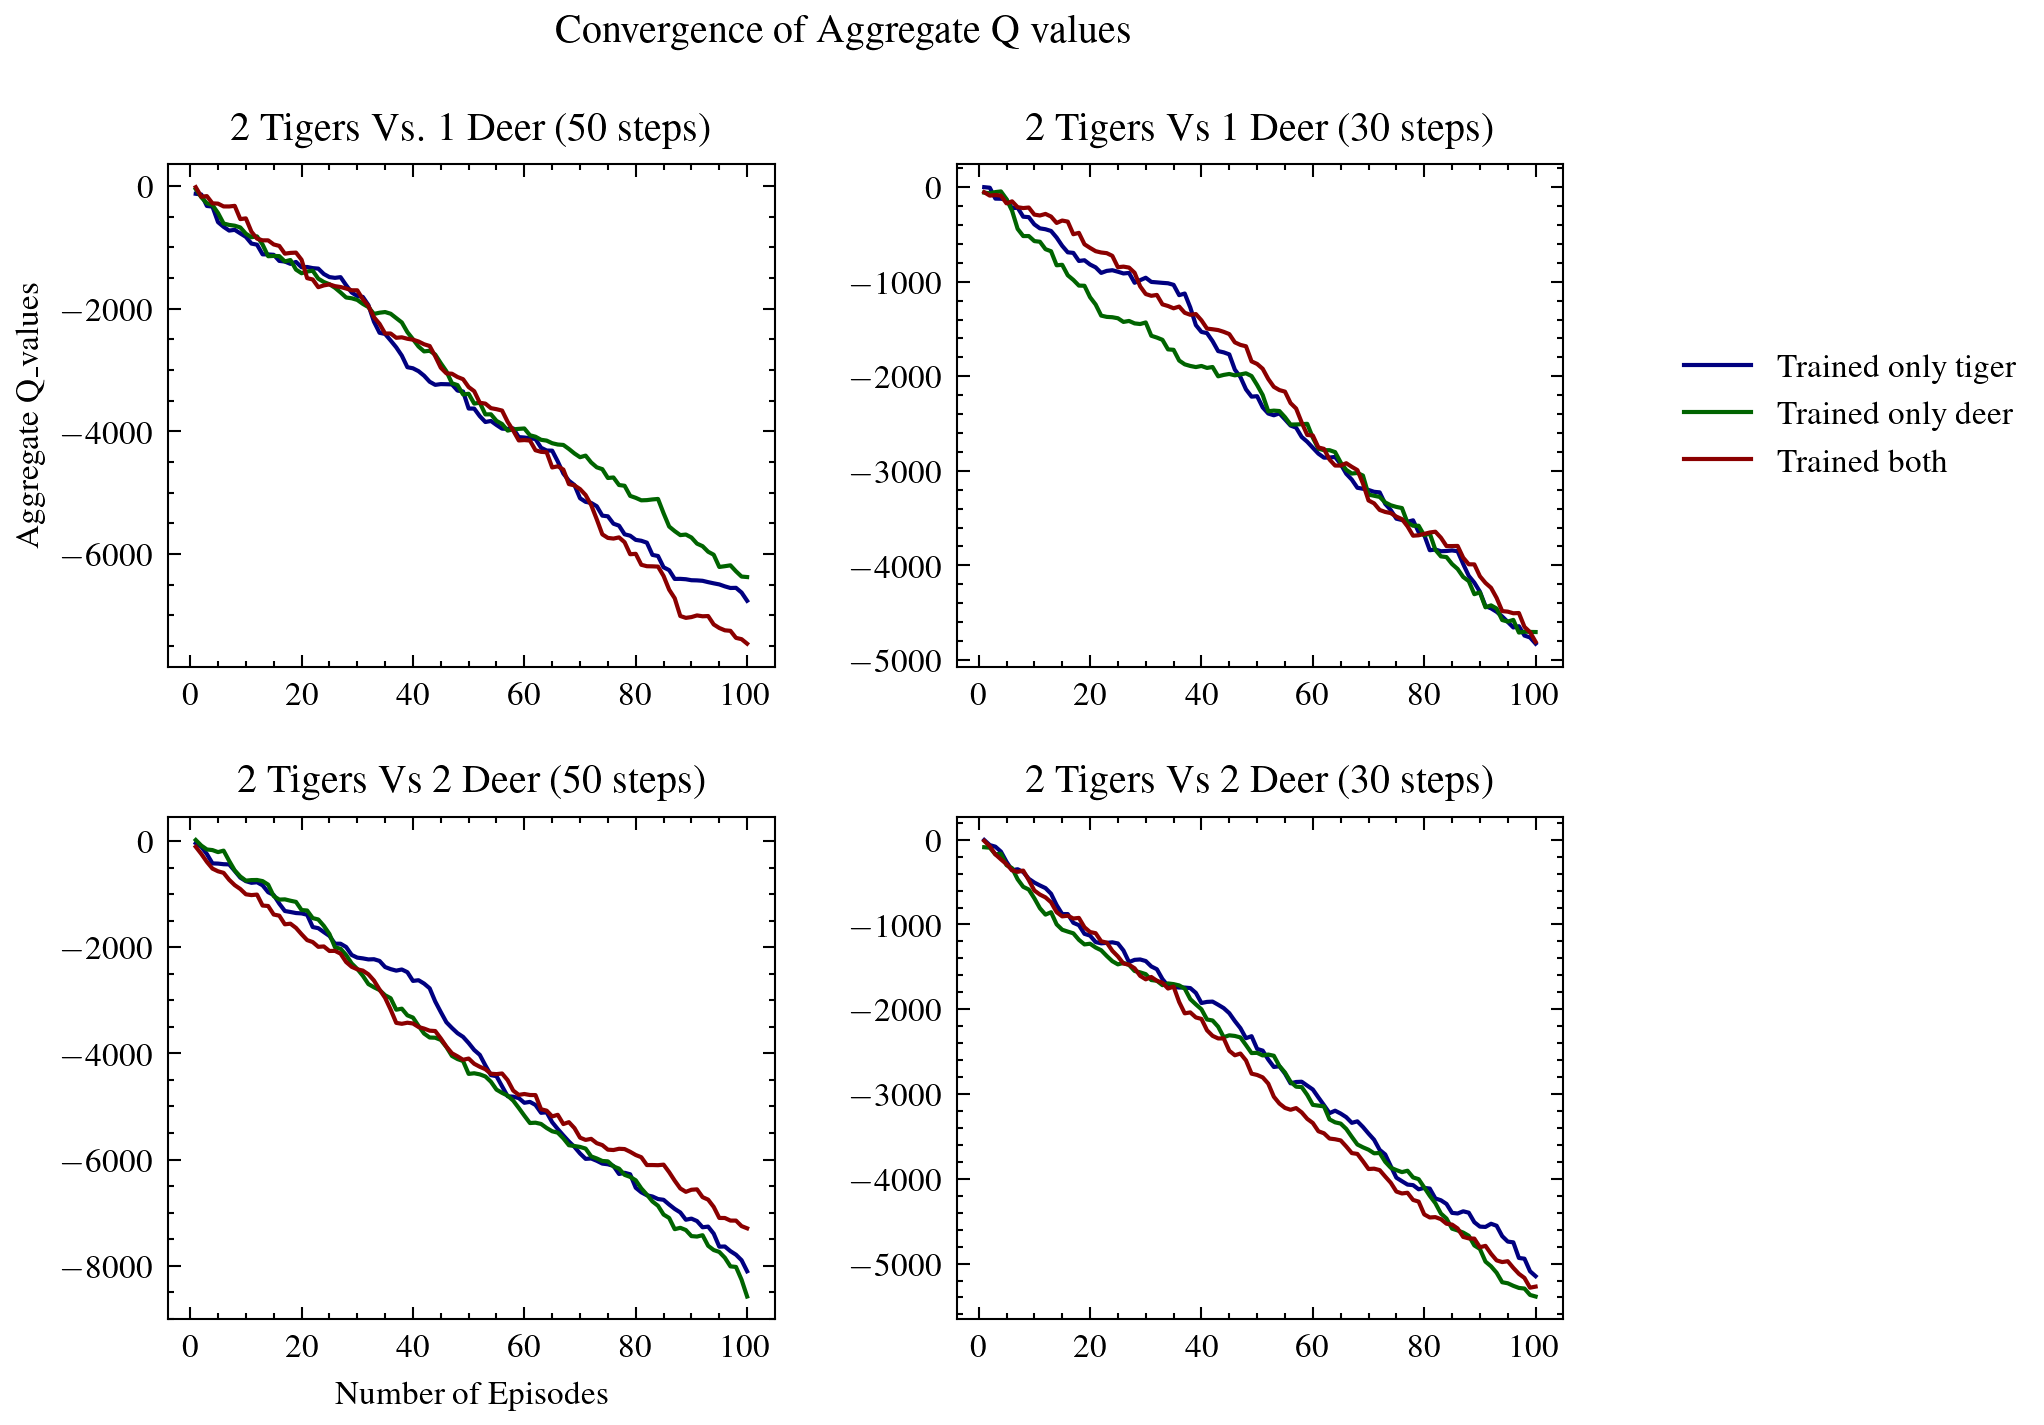 Convergence of Aggregate Q values
2 Tigers Vs. 1 Deer (50 steps)
2 Tigers Vs 1 Deer (30 steps)
Aggregate Q_values
0
−2000
−4000
−6000
0 20 40 60 80 100
0
−1000
−2000
−3000
−4000
−5000
0 20 40 60 80 100
Trained only tiger
Trained only deer
Trained both
2 Tigers Vs 2 Deer (50 steps)
2 Tigers Vs 2 Deer (30 steps)
0
−2000
−4000
−6000
−8000
0 20 40 60 80 100
Number of Episodes
0
−1000
−2000
−3000
−4000
−5000
0 20 40 60 80 100